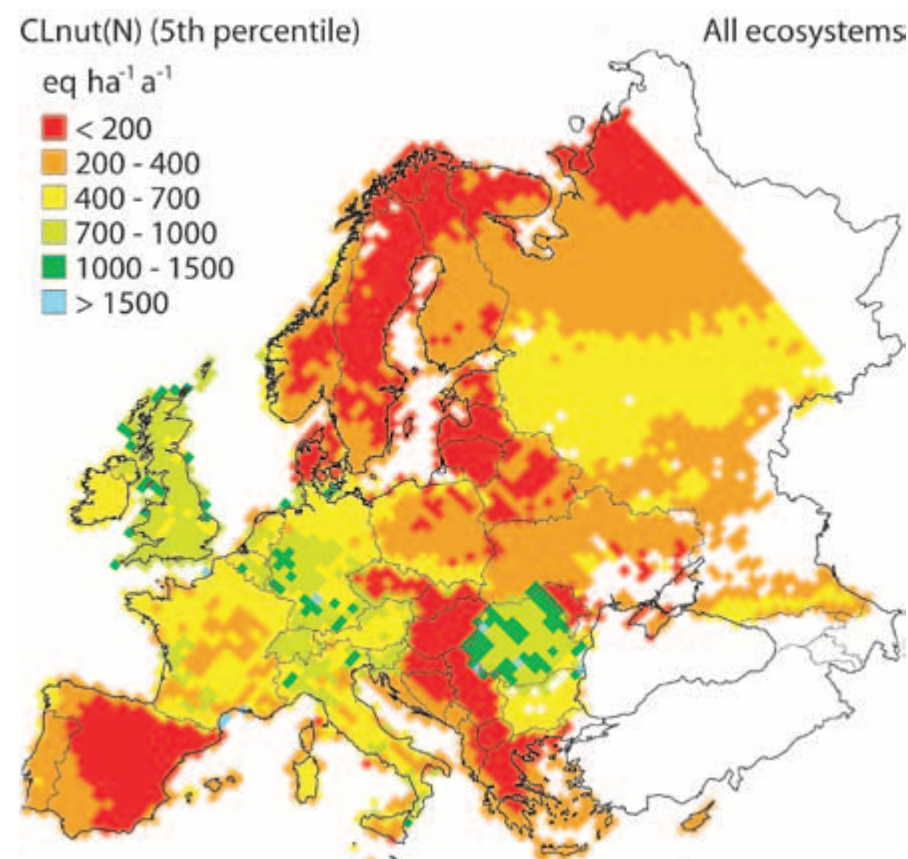 CLnut(N) (5th percentile)
All ecosystems
eq ha⁻¹ a⁻¹
< 200
200 - 400
400 - 700
700 - 1000
1000 - 1500
> 1500